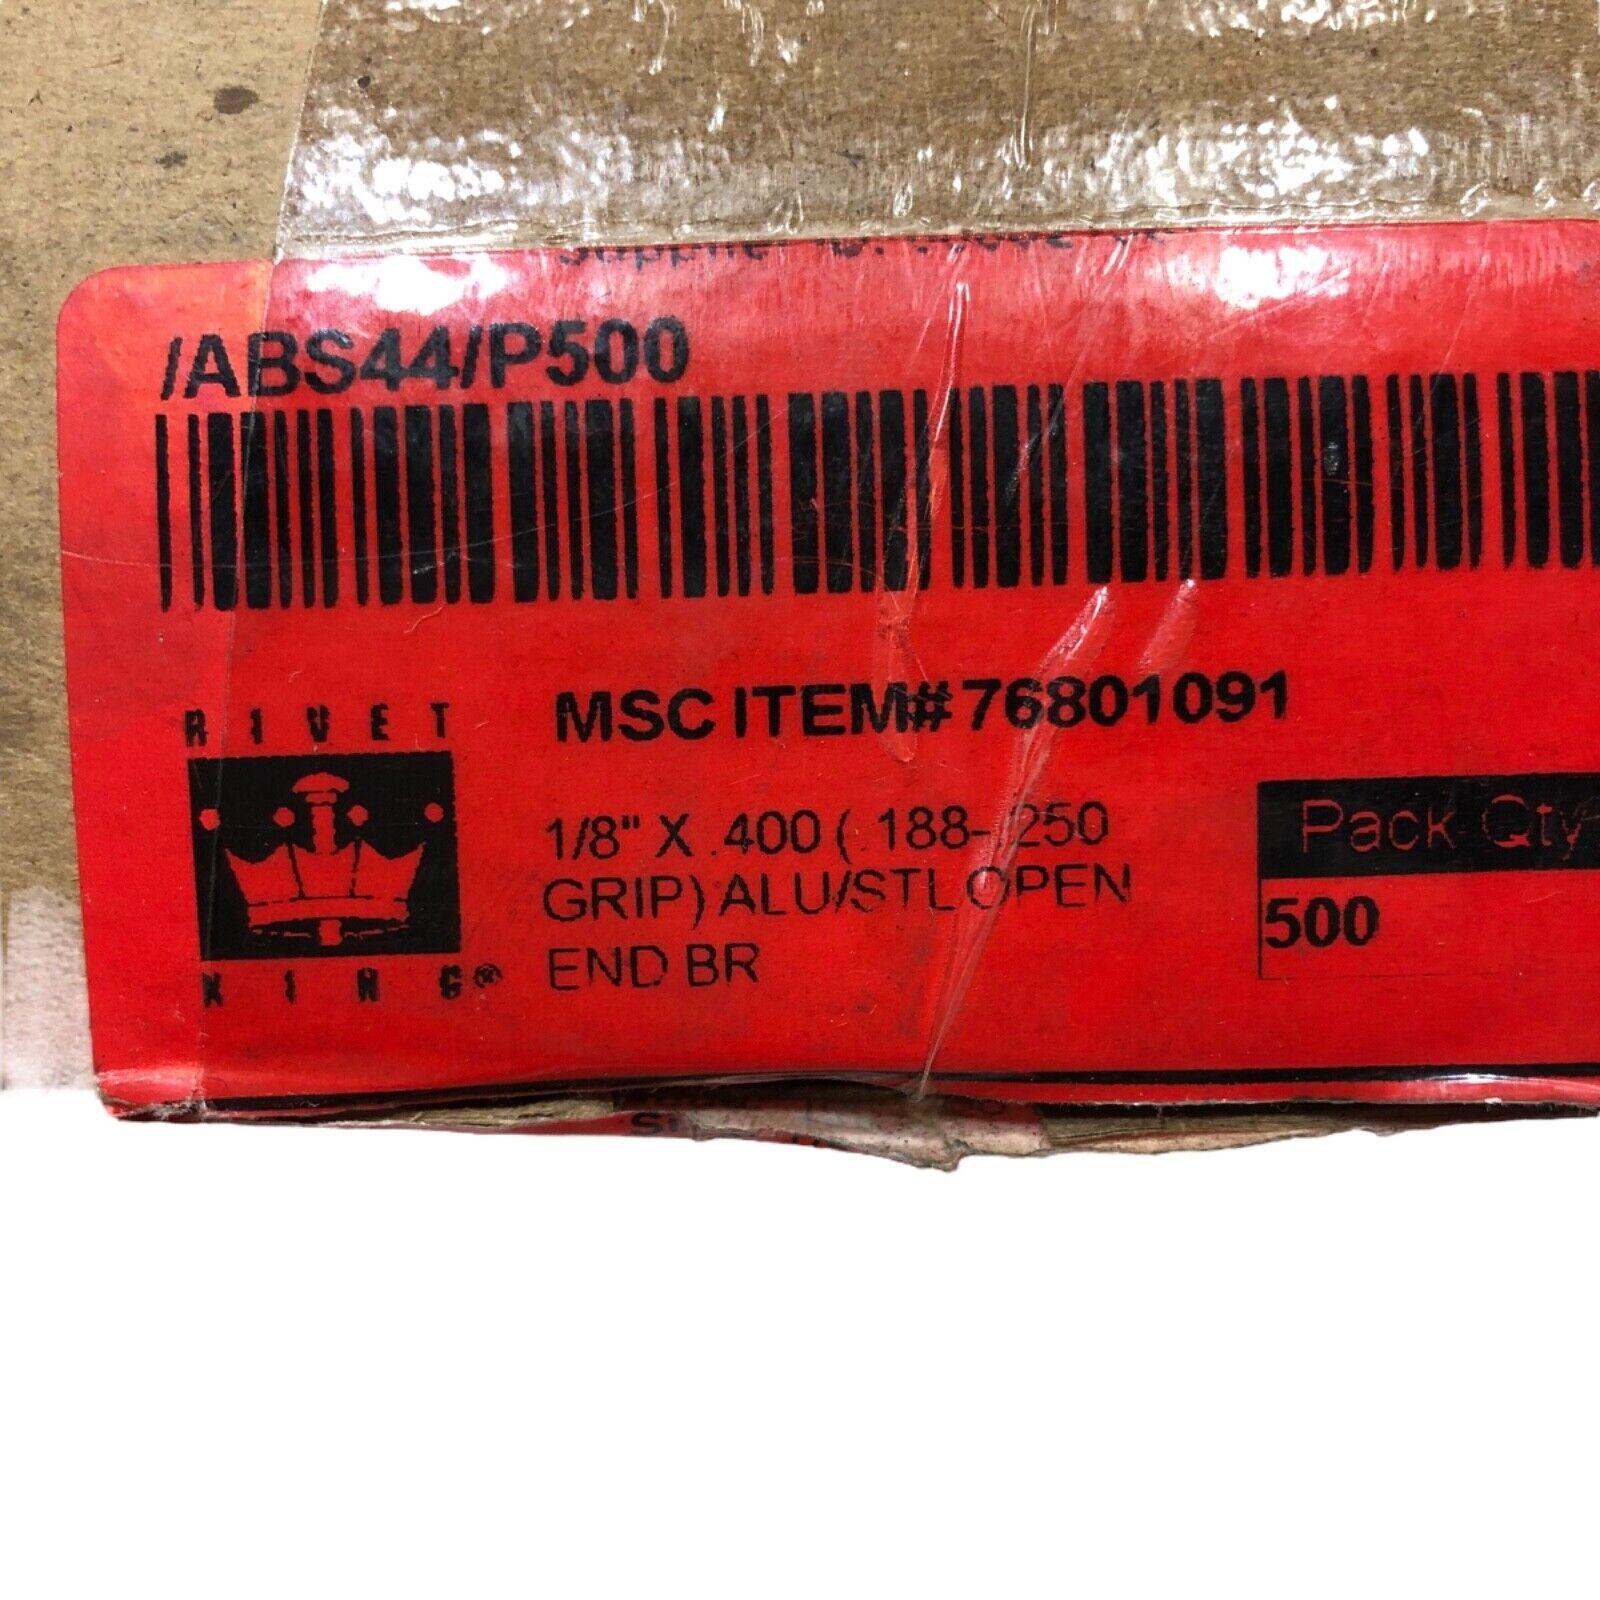 /ABS44/P500
RIVET
KING®
MSC ITEM# 76801091
1/8" X .400 (.188-.250
GRIP) ALU/STL OPEN
END BR
Pack Qty
500